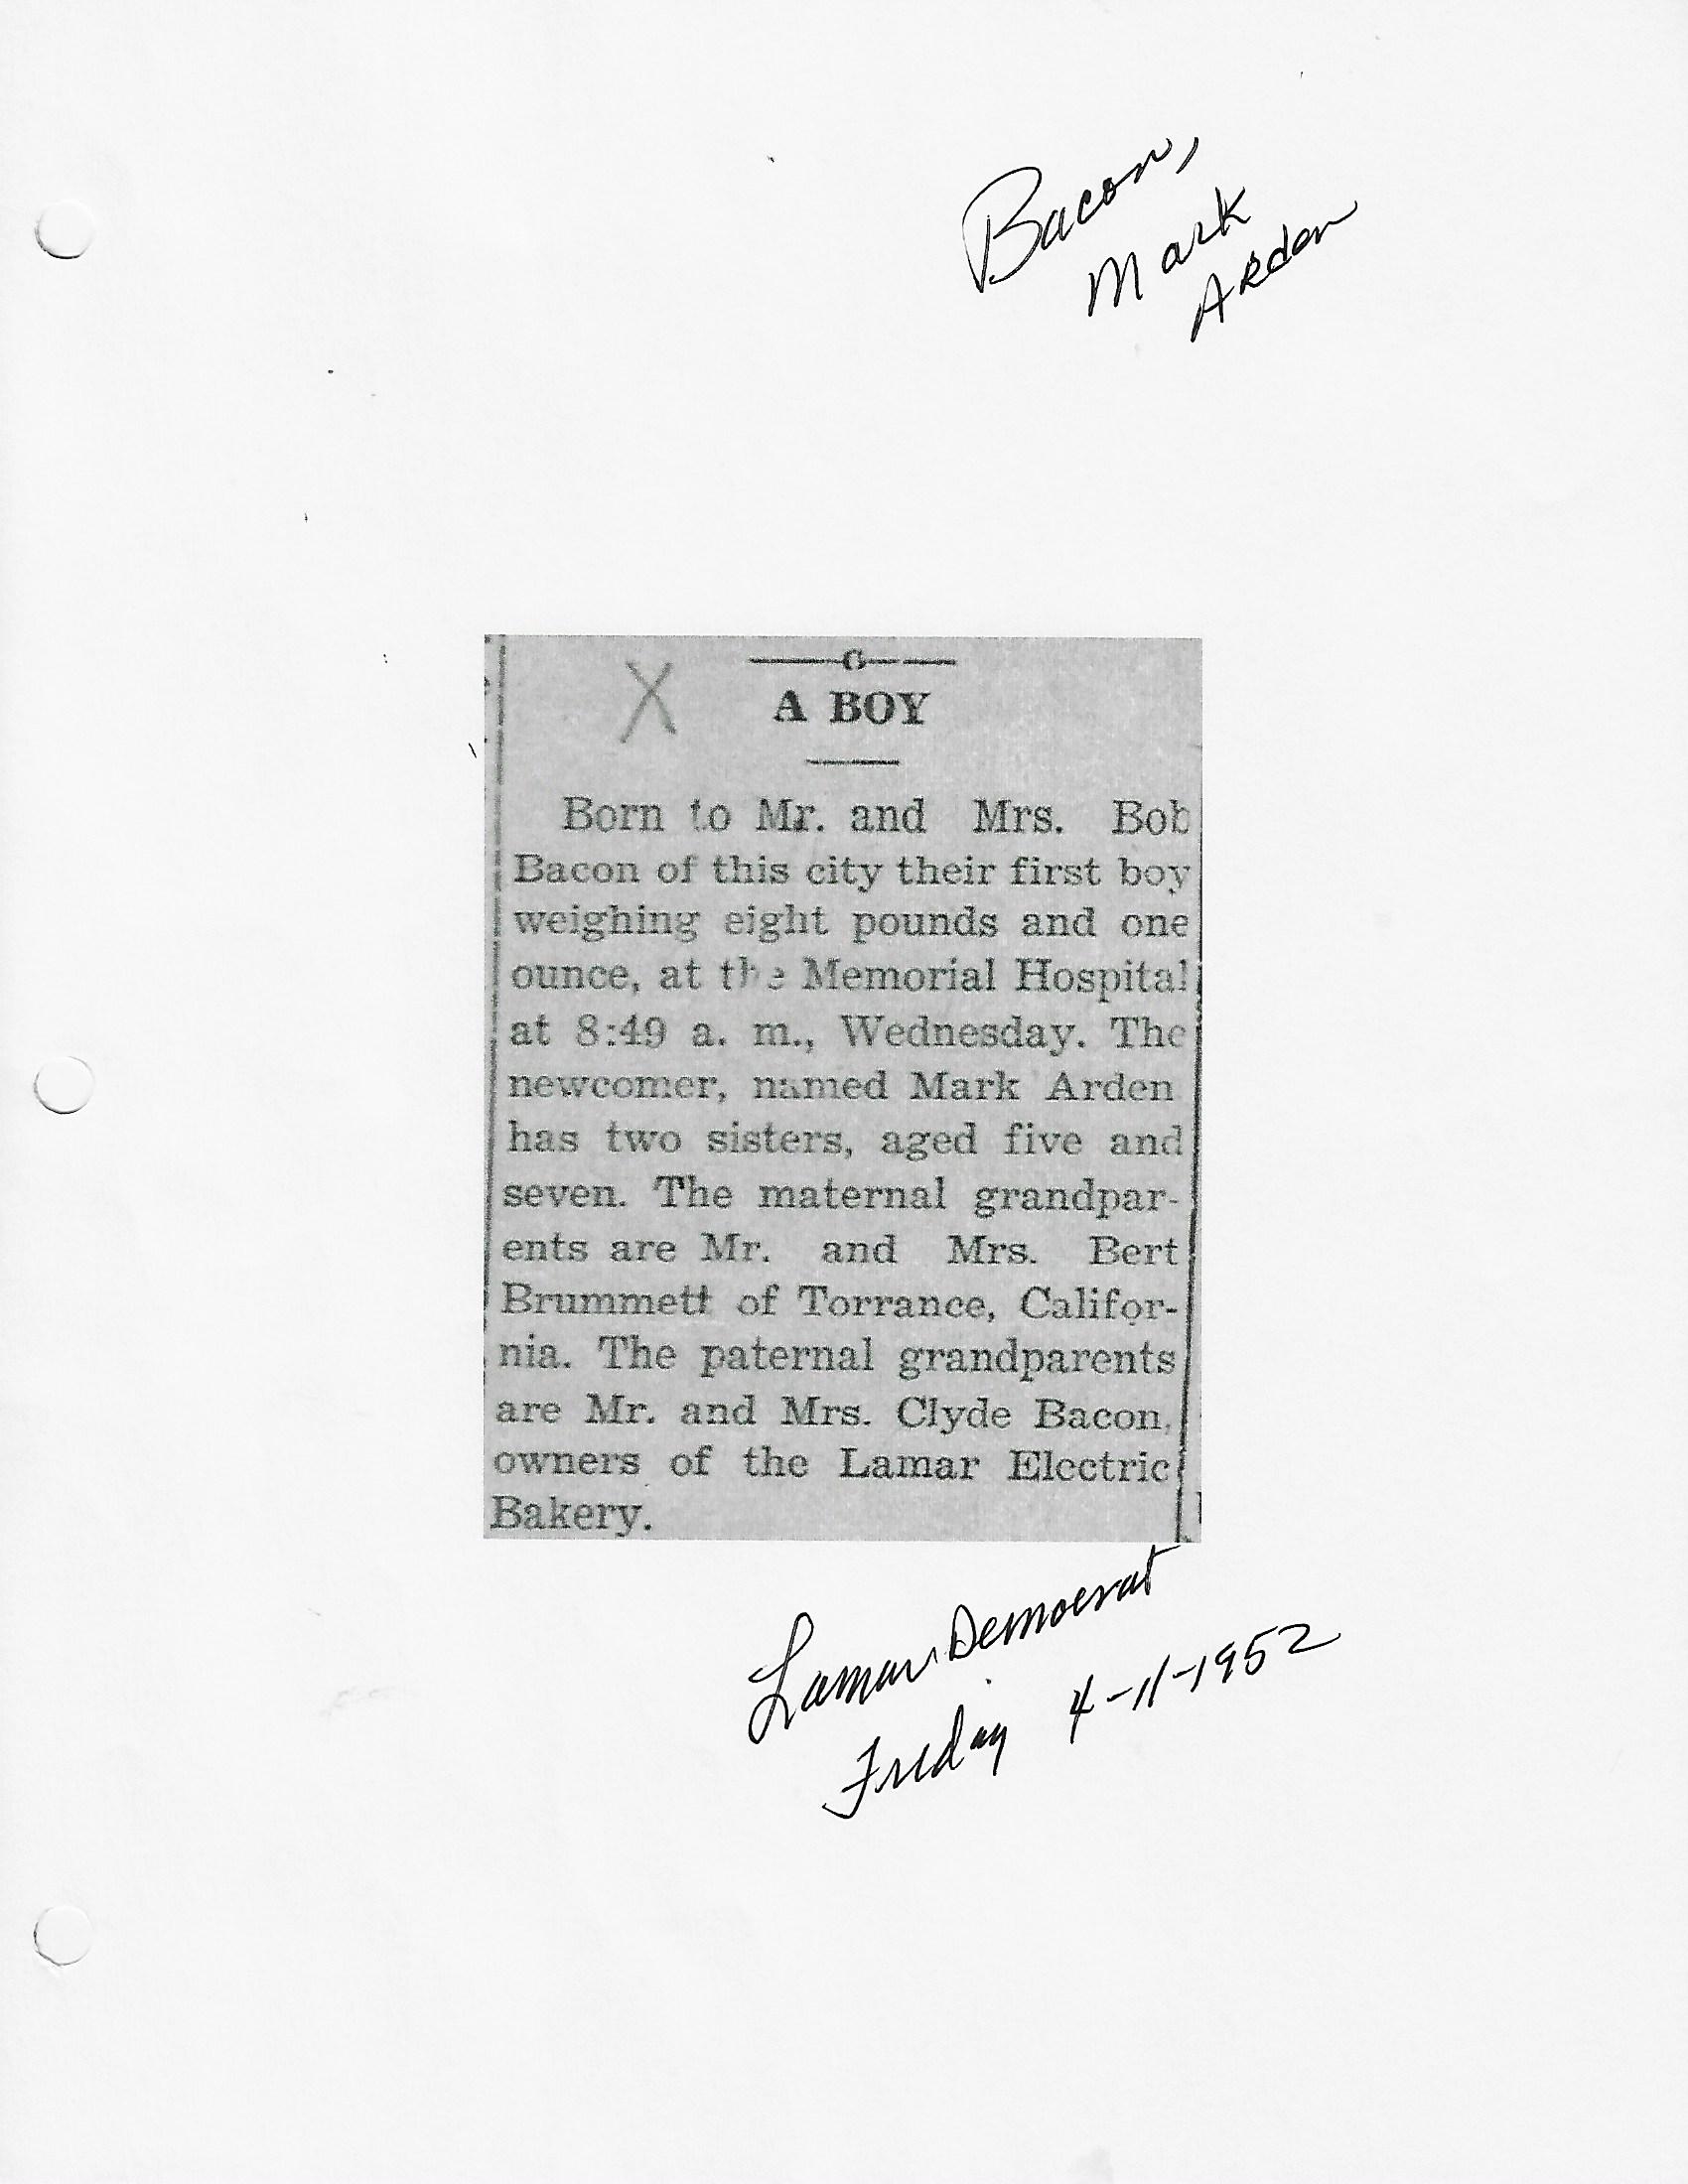 Bacon,
Mark
Arden
A BOY
Born to Mr. and Mrs. Bob
Bacon of this city their first boy
weighing eight pounds and one
ounce, at the Memorial Hospital
at 8:49 a. m., Wednesday. The
newcomer, named Mark Arden
has two sisters, aged five and
seven. The maternal grandpar-
ents are Mr. and Mrs. Bert
Brummett of Torrance, Califor-
nia. The paternal grandparents
are Mr. and Mrs. Clyde Bacon,
owners of the Lamar Electric
Bakery.
Lamar Democrat
Friday 4-11-1952